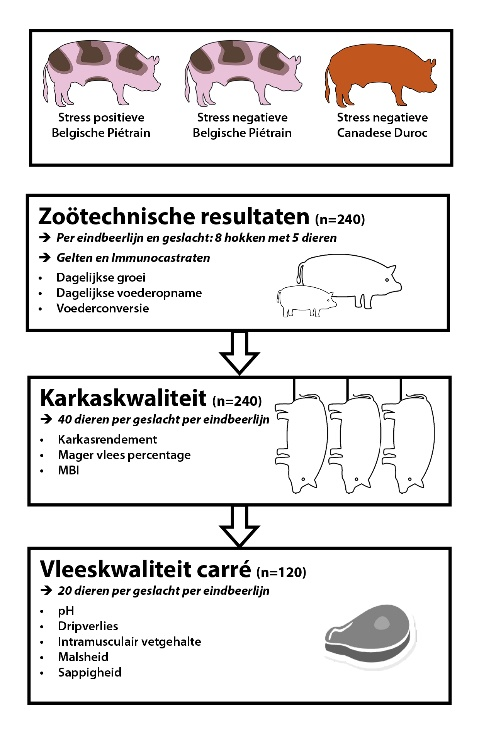 Stress positieve
Belgische Piétrain
Stress negatieve
Belgische Piétrain
Stress negatieve
Canadese Duroc
Zoötechnische resultaten (n=240)
➔ Per eindbeerlijn en geslacht: 8 hokken met 5 dieren
➔ Gelten en Immunocastraten
• Dagelijkse groei
• Dagelijkse voederopname
• Voederconversie
Karkaskwaliteit (n=240)
➔ 40 dieren per geslacht per eindbeerlijn
• Karkasrendement
• Mager vlees percentage
• MBI
Vleeskwaliteit carré (n=120)
➔ 20 dieren per geslacht per eindbeerlijn
• pH
• Dripverlies
• Intramusculair vetgehalte
• Malsheid
• Sappigheid